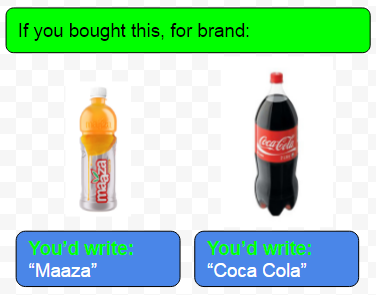 If you bought this, for brand:
maaza
Coca-Cola
You'd write:
“Maaza”
You'd write:
“Coca Cola”